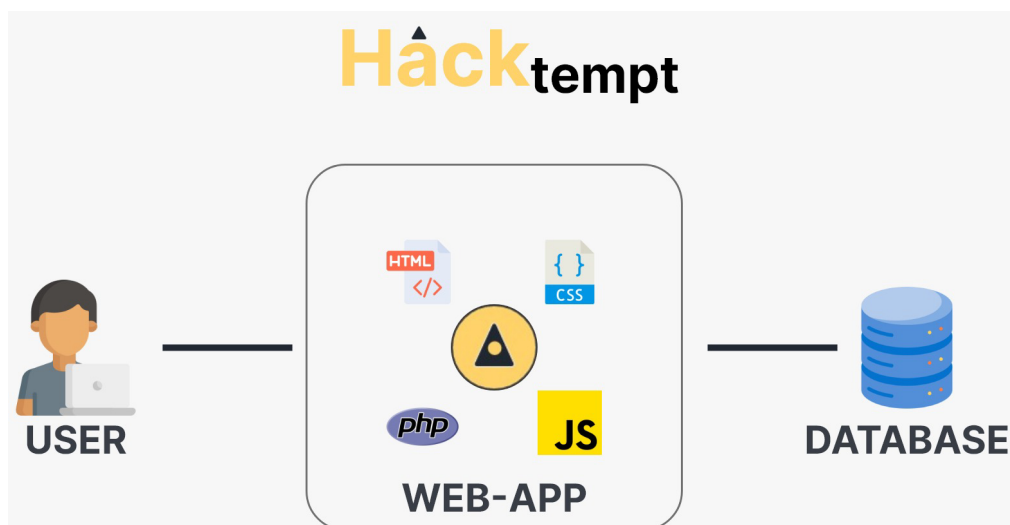 Hacktempt
HTML
</>
{ }
CSS
php
JS
USER
WEB-APP
DATABASE